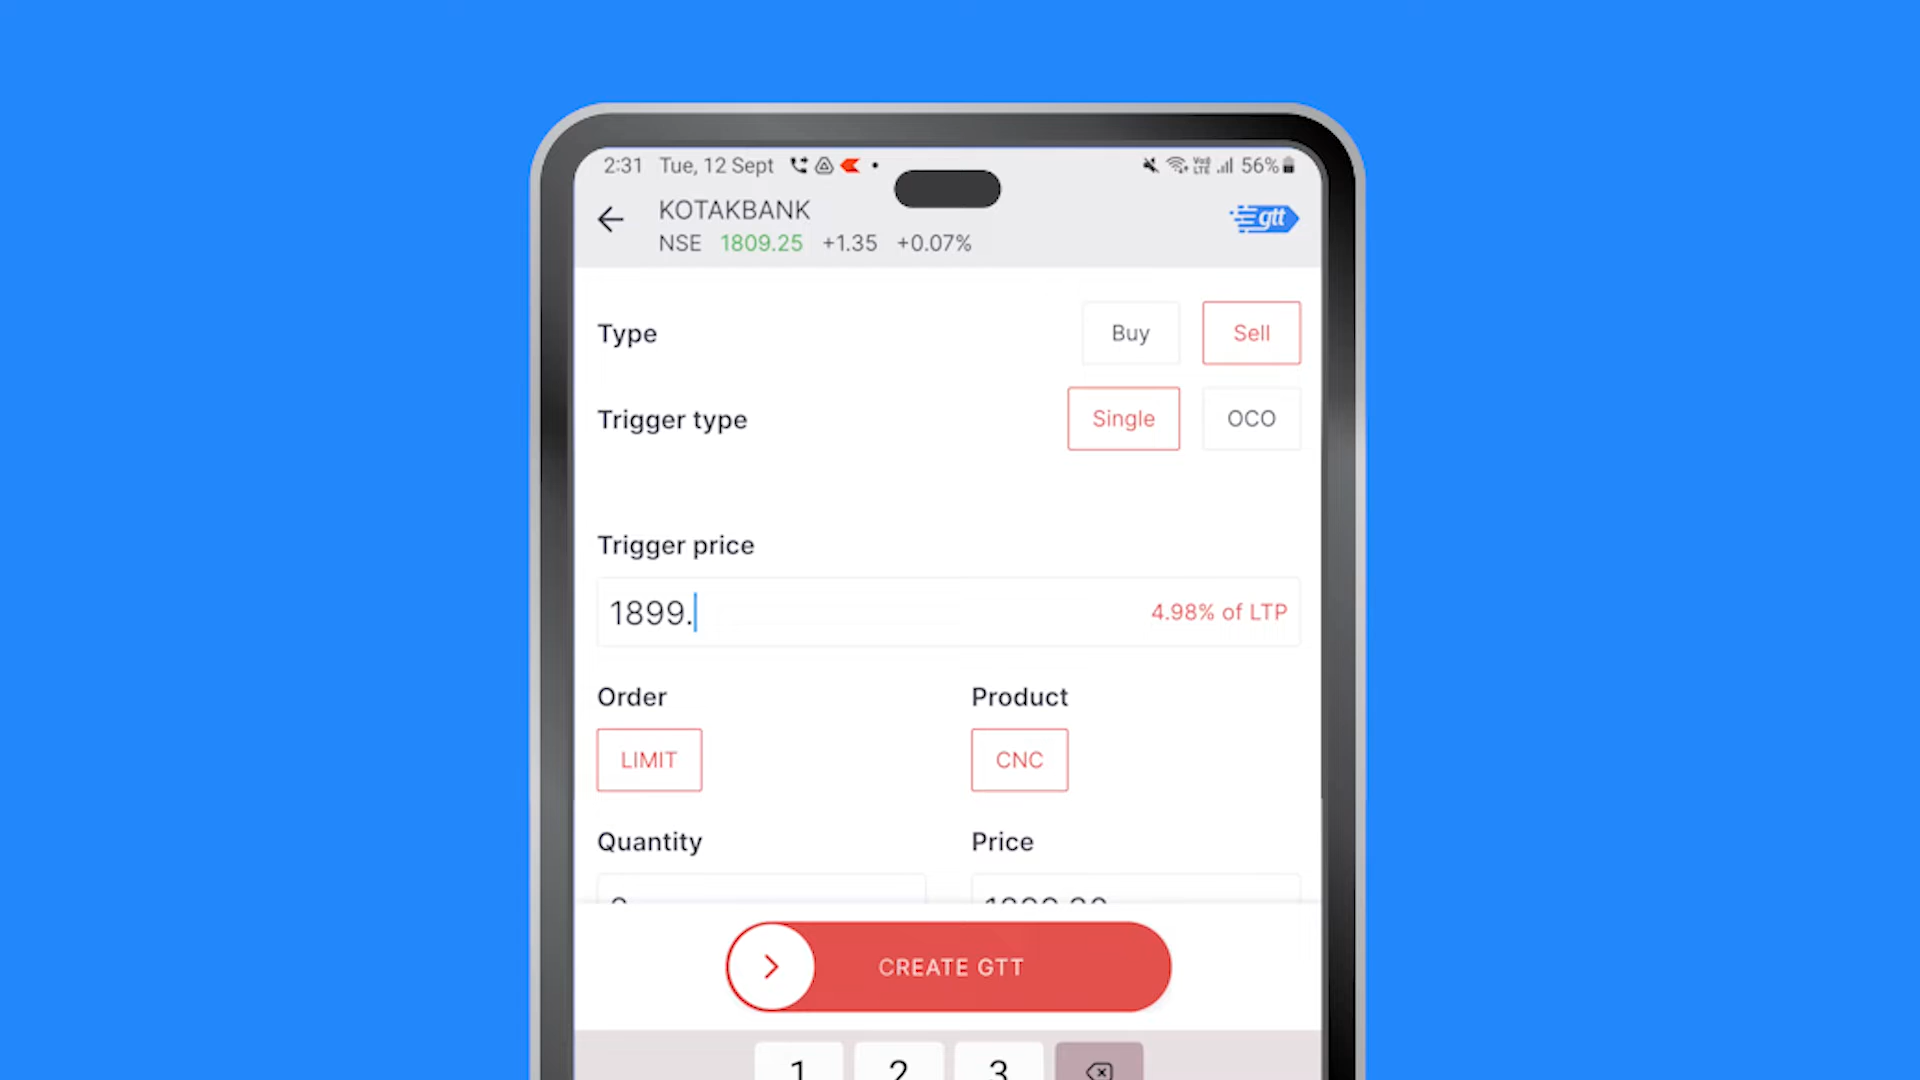 2:31 Tue, 12 Sept 56%
KOTAKBANK
gtt
NSE 1809.25 +1.35 +0.07%
Type Buy Sell
Trigger type Single OCO
Trigger price
1899. 4.98% of LTP
Order Product
LIMIT CNC
Quantity Price
CREATE GTT
1 2 3